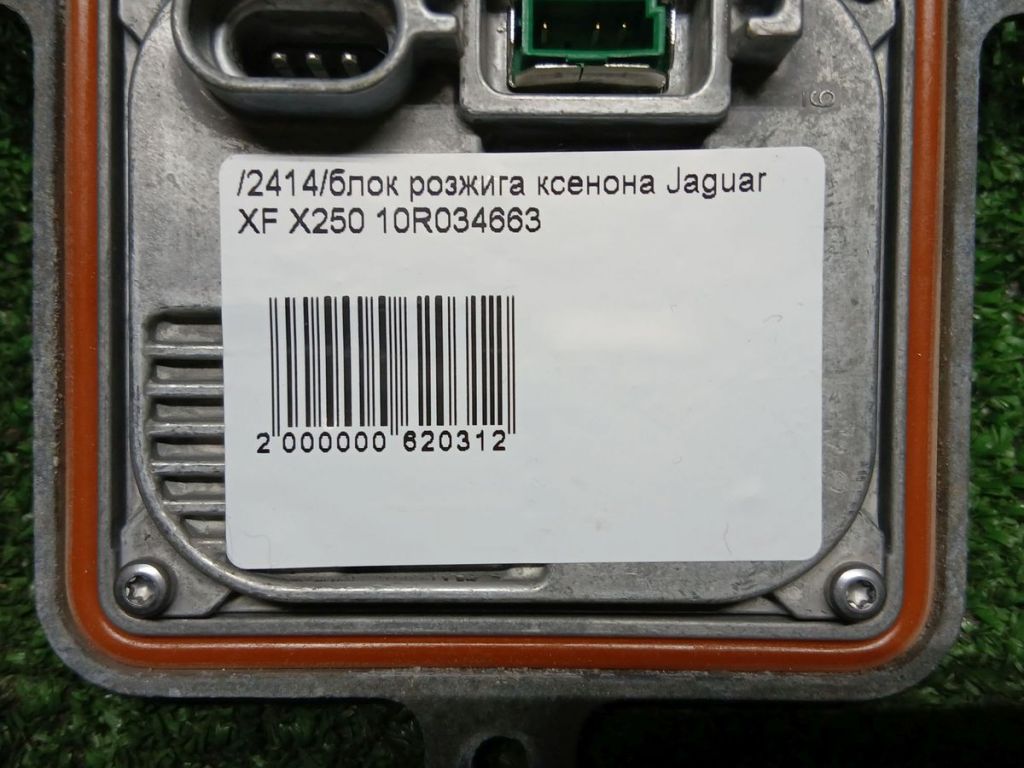 /2414/блок розжига ксенона Jaguar
XF X250 10R034663
2 000000 620312